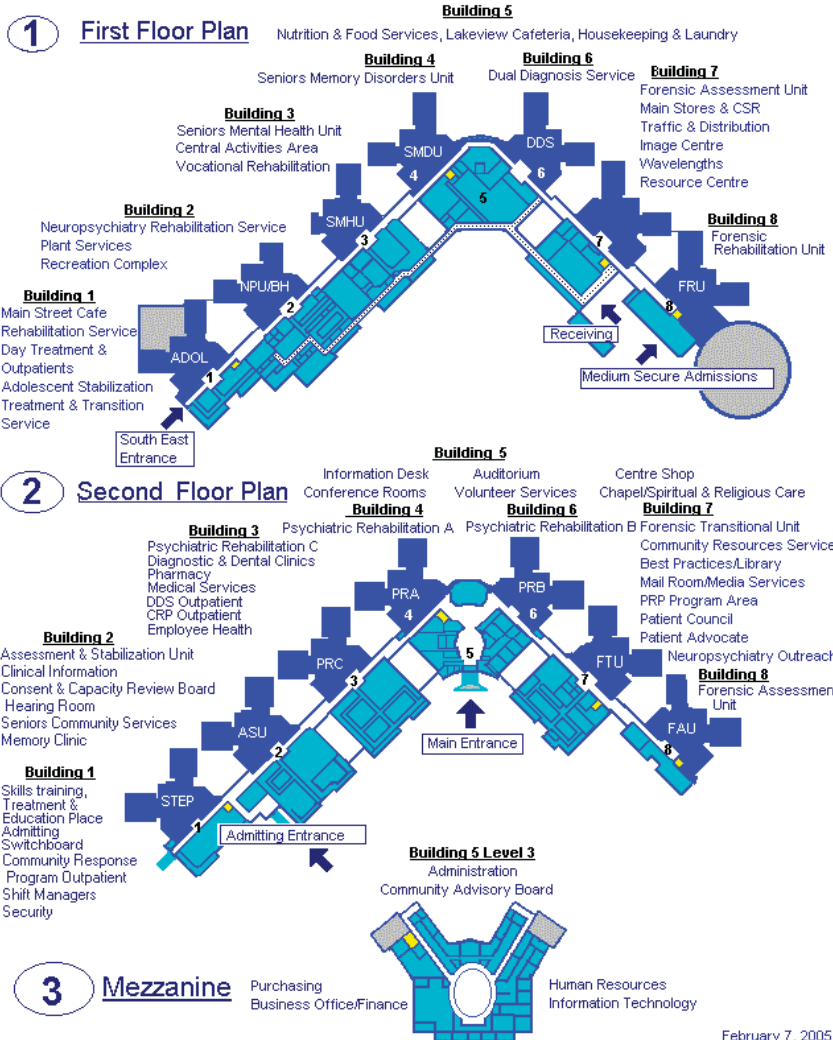 1 First Floor Plan
Building 5
Nutrition & Food Services, Lakeview Cafeteria, Housekeeping & Laundry
Building 4
Seniors Memory Disorders Unit
Building 6
Dual Diagnosis Service
Building 7
Forensic Assessment Unit
Main Stores & CSR
Traffic & Distribution
Image Centre
Wavelengths
Resource Centre
Building 3
Seniors Mental Health Unit
Central Activities Area
Vocational Rehabilitation
Building 2
Neuropsychiatry Rehabilitation Service
Plant Services
Recreation Complex
Building 8
Forensic
Rehabilitation Unit
Building 1
Main Street Cafe
Rehabilitation Service
Day Treatment &
Outpatients
Adolescent Stabilization
Treatment & Transition
Service
SMDU
4
DDS
6
5
SMHU
3
7
NPU/BH
2
FRU
8
ADOL
1
Receiving
Medium Secure Admissions
South East
Entrance
2 Second Floor Plan
Building 5
Information Desk
Auditorium
Centre Shop
Conference Rooms
Volunteer Services
Chapel/Spiritual & Religious Care
Building 4
Psychiatric Rehabilitation A
Building 6
Psychiatric Rehabilitation B
Building 7
Forensic Transitional Unit
Community Resources Service
Best Practices/Library
Mail Room/Media Services
PRP Program Area
Patient Council
Patient Advocate
Neuropsychiatry Outreach
Building 3
Psychiatric Rehabilitation C
Diagnostic & Dental Clinics
Pharmacy
Medical Services
DDS Outpatient
CRP Outpatient
Employee Health
Building 2
Assessment & Stabilization Unit
Clinical Information
Consent & Capacity Review Board
Hearing Room
Seniors Community Services
Memory Clinic
Building 8
Forensic Assessmen
Unit
Building 1
Skills training,
Treatment &
Education Place
Admitting
Switchboard
Community Response
Program Outpatient
Shift Managers
Security
PRA
4
PRB
6
5
PRC
3
FTU
7
ASU
2
FAU
8
STEP
1
Main Entrance
Admitting Entrance
Building 5 Level 3
Administration
Community Advisory Board
3 Mezzanine
Purchasing
Business Office/Finance
Human Resources
Information Technology
February 7, 2005